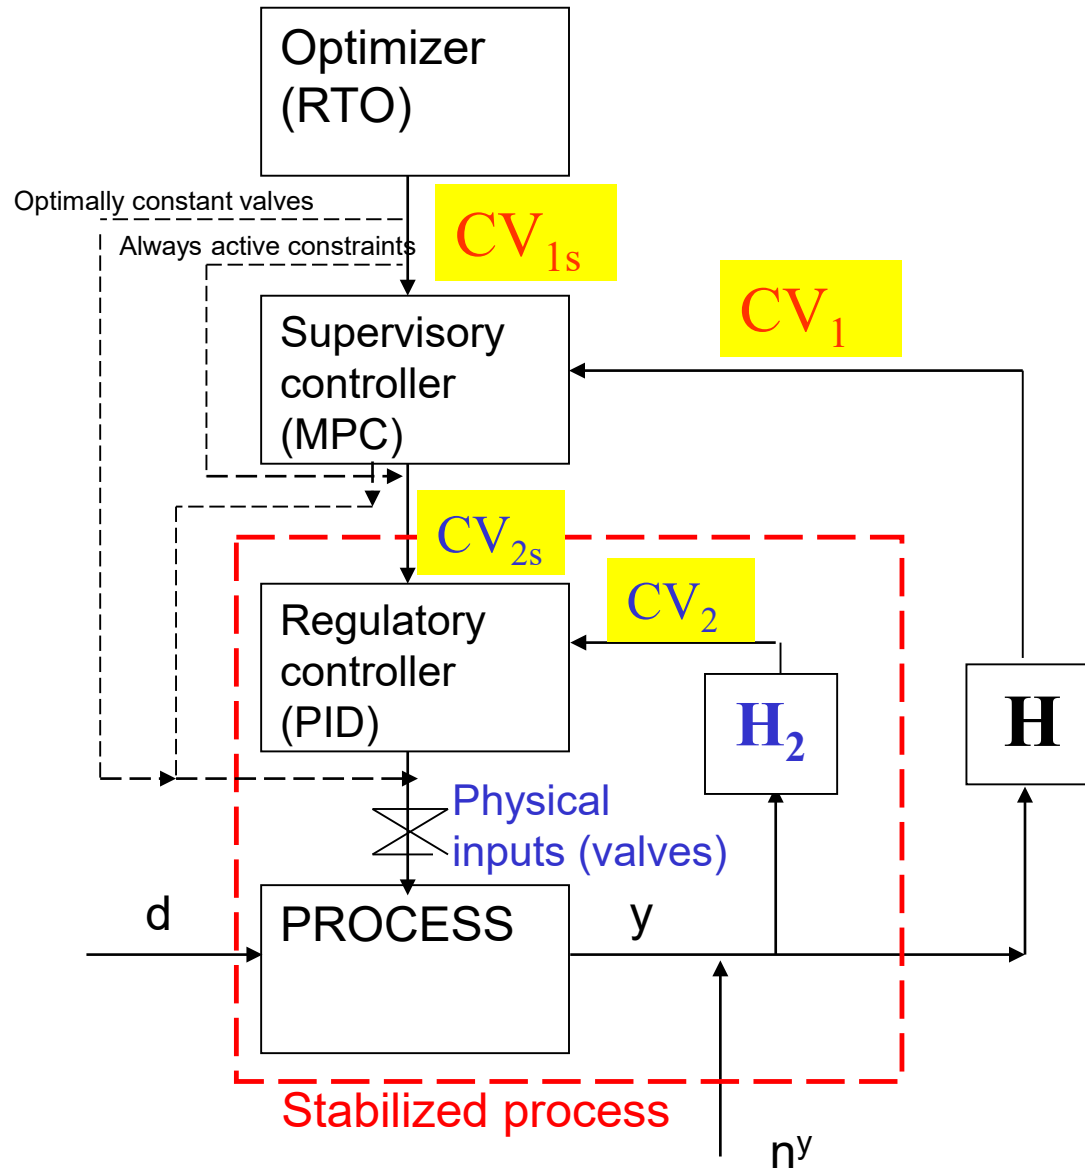 Optimizer
(RTO)
Optimally constant valves
CV1s
Always active constraints
CV1
Supervisory
controller
(MPC)
CV2s
CV2
Regulatory
controller
(PID)
H2
H
Physical
inputs (valves)
d
PROCESS
y
Stabilized process
ny